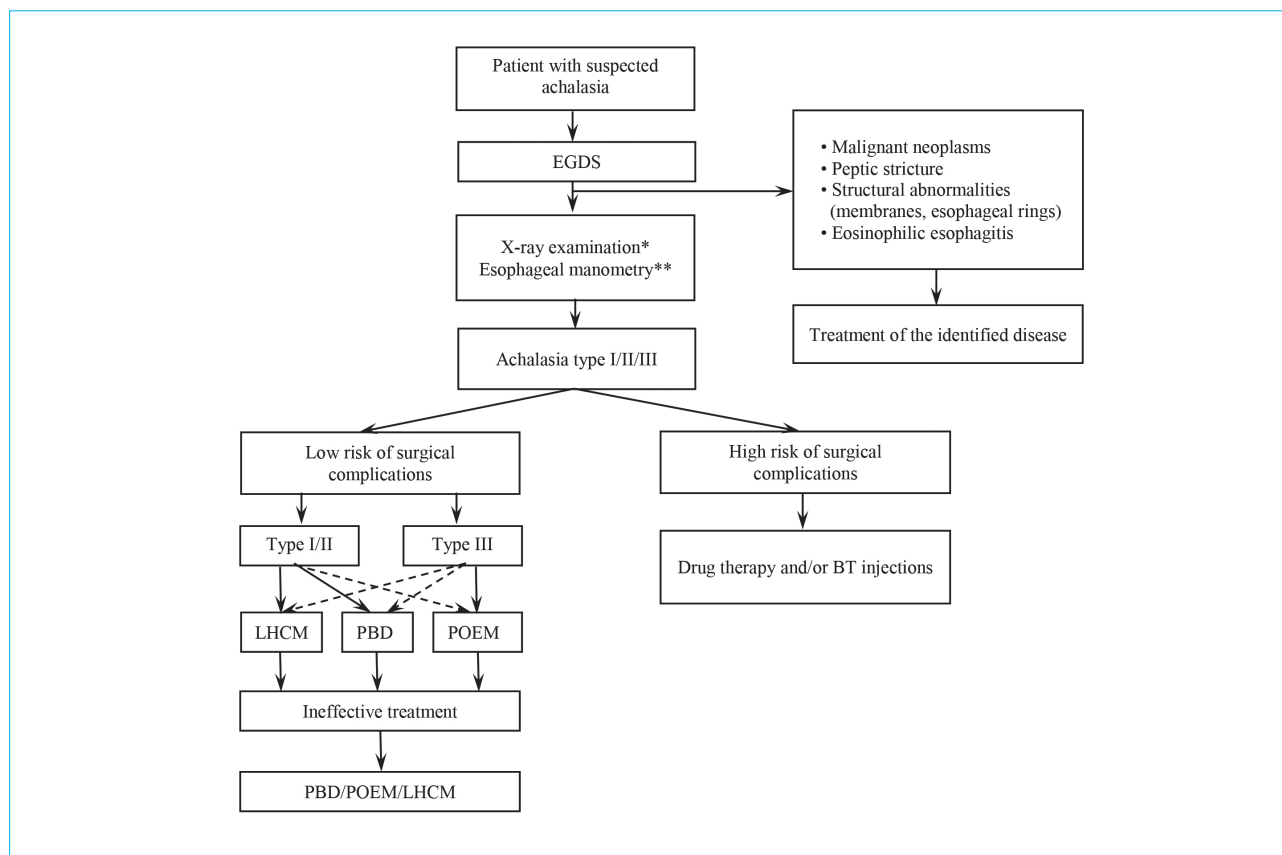 Patient with suspected
achalasia
EGDS
• Malignant neoplasms
• Peptic stricture
• Structural abnormalities
(membranes, esophageal rings)
• Eosinophilic esophagitis
X-ray examination*
Esophageal manometry**
Treatment of the identified disease
Achalasia type I/II/III
Low risk of surgical
complications
High risk of surgical
complications
Type I/II
Type III
Drug therapy and/or BT injections
LHCM
PBD
POEM
Ineffective treatment
PBD/POEM/LHCM